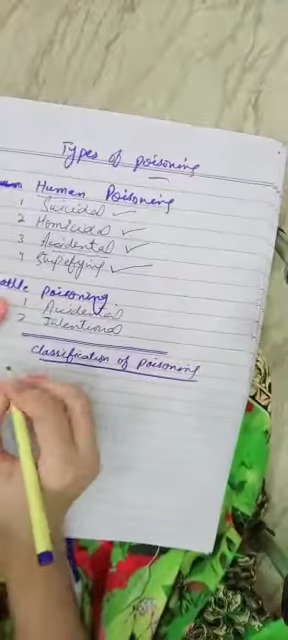 Types of poisoning
Human Poisoning
1 Suicidal ✓
2 Homicidal ✓
3 Accidental ✓
4 Stupefying ✓
poisoning.
1 Accidental
2 Intentional
Classification of poisoning